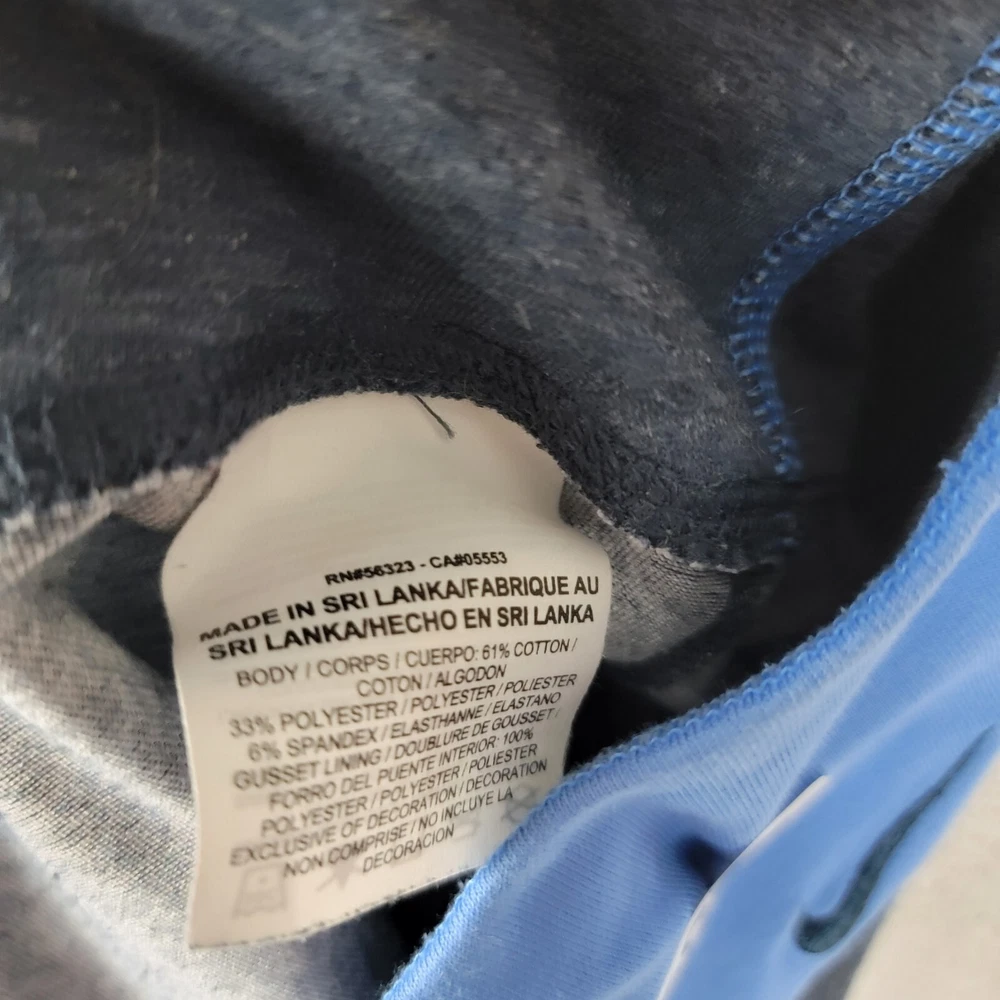 RN#56323 - CA#05553
MADE IN SRI LANKA/FABRIQUE AU
SRI LANKA/HECHO EN SRI LANKA
BODY / CORPS / CUERPO: 61% COTTON /
COTON / ALGODON
33% POLYESTER / POLYESTER / POLIESTER
6% SPANDEX / ELASTHANNE / ELASTANO
GUSSET LINING / DOUBLURE DE GOUSSET /
FORRO DEL PUENTE INTERIOR: 100%
POLYESTER / POLYESTER / POLIESTER
EXCLUSIVE OF DECORATION / DECORATION
NON COMPRISE / NO INCLUYE LA
DECORACION